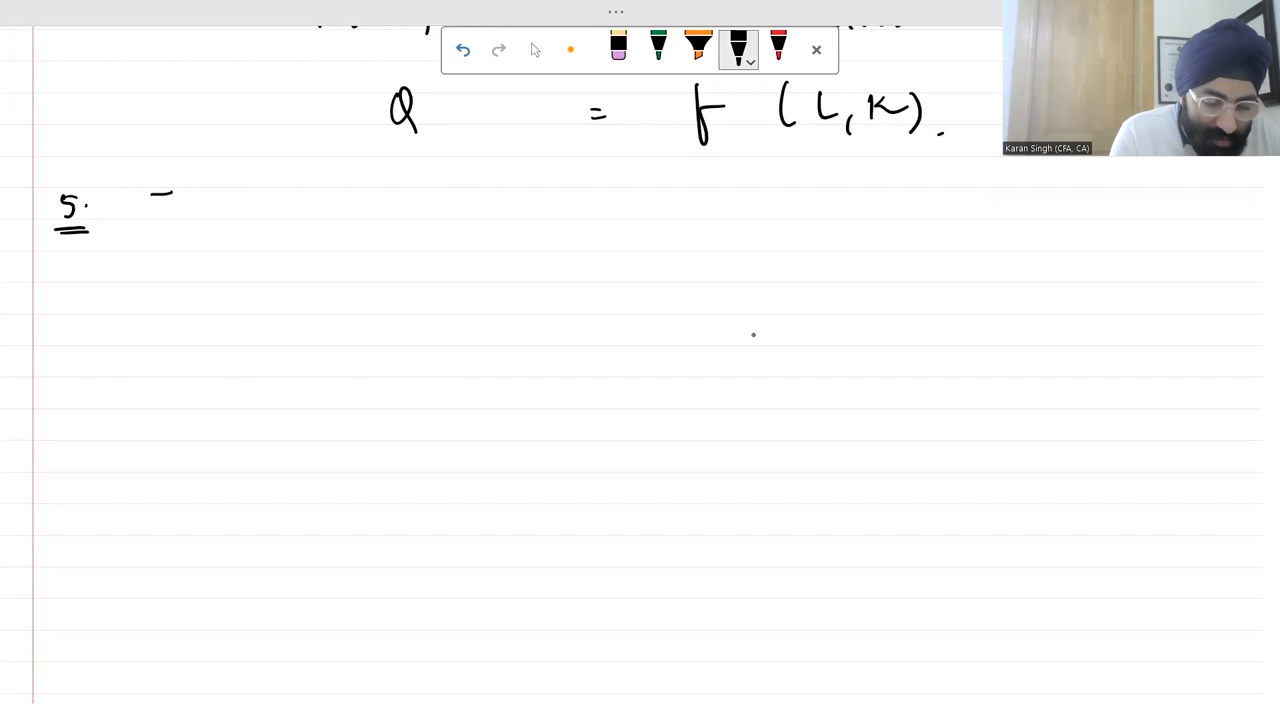 Q = f (L, K).
Karan Singh (CFA, CA)
5. –